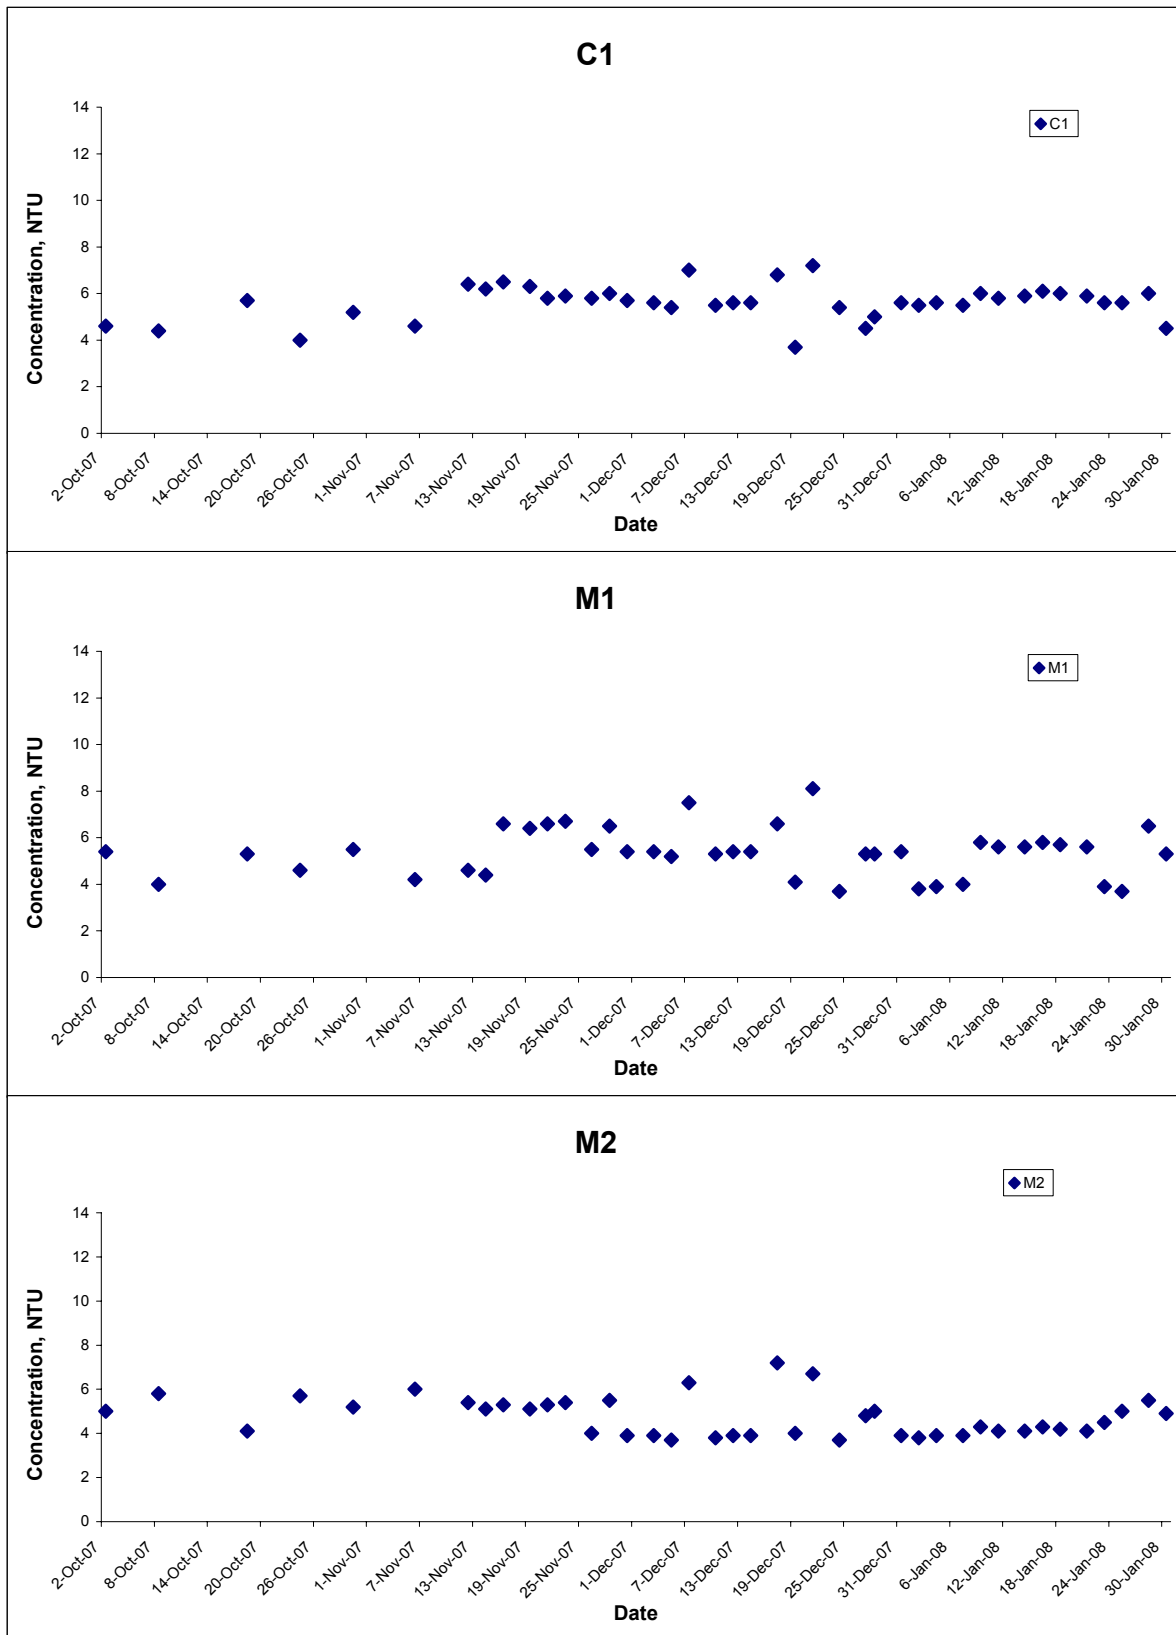 C1
C1
Concentration, NTU
14
12
10
8
6
4
2
0
2-Oct-07
8-Oct-07
14-Oct-07
20-Oct-07
26-Oct-07
1-Nov-07
7-Nov-07
13-Nov-07
19-Nov-07
25-Nov-07
1-Dec-07
7-Dec-07
13-Dec-07
19-Dec-07
25-Dec-07
31-Dec-07
6-Jan-08
12-Jan-08
18-Jan-08
24-Jan-08
30-Jan-08
Date
M1
M1
Concentration, NTU
14
12
10
8
6
4
2
0
2-Oct-07
8-Oct-07
14-Oct-07
20-Oct-07
26-Oct-07
1-Nov-07
7-Nov-07
13-Nov-07
19-Nov-07
25-Nov-07
1-Dec-07
7-Dec-07
13-Dec-07
19-Dec-07
25-Dec-07
31-Dec-07
6-Jan-08
12-Jan-08
18-Jan-08
24-Jan-08
30-Jan-08
Date
M2
M2
Concentration, NTU
14
12
10
8
6
4
2
0
2-Oct-07
8-Oct-07
14-Oct-07
20-Oct-07
26-Oct-07
1-Nov-07
7-Nov-07
13-Nov-07
19-Nov-07
25-Nov-07
1-Dec-07
7-Dec-07
13-Dec-07
19-Dec-07
25-Dec-07
31-Dec-07
6-Jan-08
12-Jan-08
18-Jan-08
24-Jan-08
30-Jan-08
Date